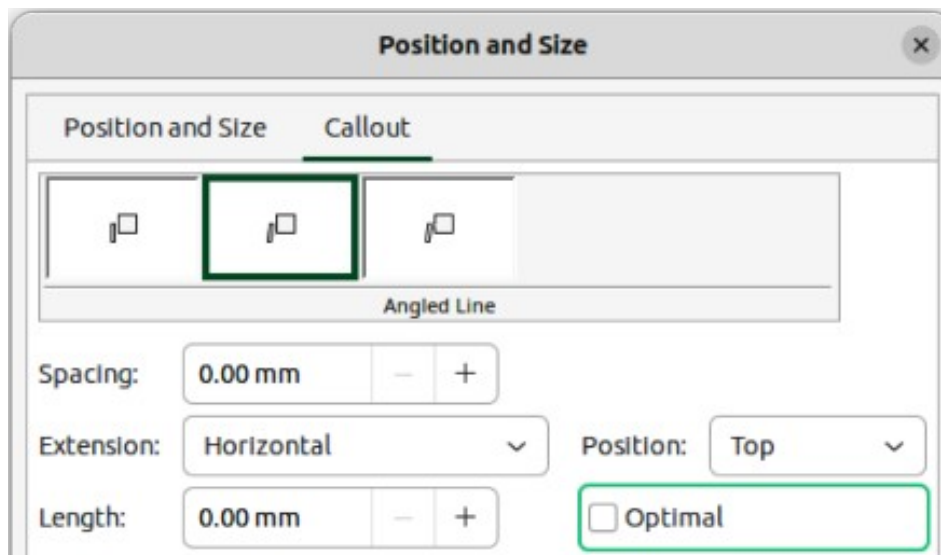 Position and Size
Position and Size Callout
Angled Line
Spacing: 0.00 mm
Extension: Horizontal Position: Top
Length: 0.00 mm Optimal